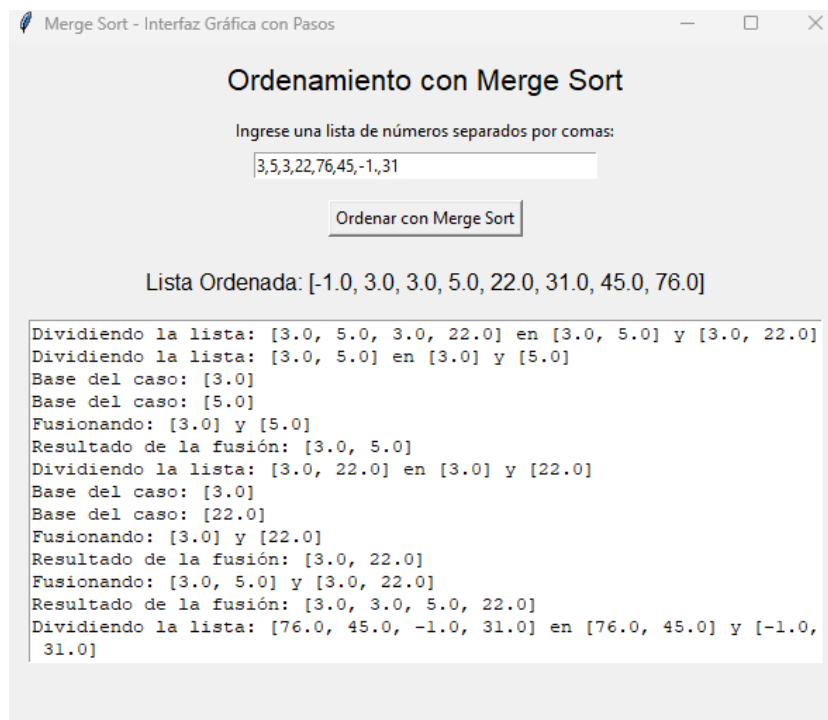 Merge Sort - Interfaz Gráfica con Pasos
Ordenamiento con Merge Sort
Ingrese una lista de números separados por comas:
3,5,3,22,76,45,-1.,31
Ordenar con Merge Sort
Lista Ordenada: [-1.0, 3.0, 3.0, 5.0, 22.0, 31.0, 45.0, 76.0]
Dividiendo la lista: [3.0, 5.0, 3.0, 22.0] en [3.0, 5.0] y [3.0, 22.0]
Dividiendo la lista: [3.0, 5.0] en [3.0] y [5.0]
Base del caso: [3.0]
Base del caso: [5.0]
Fusionando: [3.0] y [5.0]
Resultado de la fusión: [3.0, 5.0]
Dividiendo la lista: [3.0, 22.0] en [3.0] y [22.0]
Base del caso: [3.0]
Base del caso: [22.0]
Fusionando: [3.0] y [22.0]
Resultado de la fusión: [3.0, 22.0]
Fusionando: [3.0, 5.0] y [3.0, 22.0]
Resultado de la fusión: [3.0, 3.0, 5.0, 22.0]
Dividiendo la lista: [76.0, 45.0, -1.0, 31.0] en [76.0, 45.0] y [-1.0,
31.0]